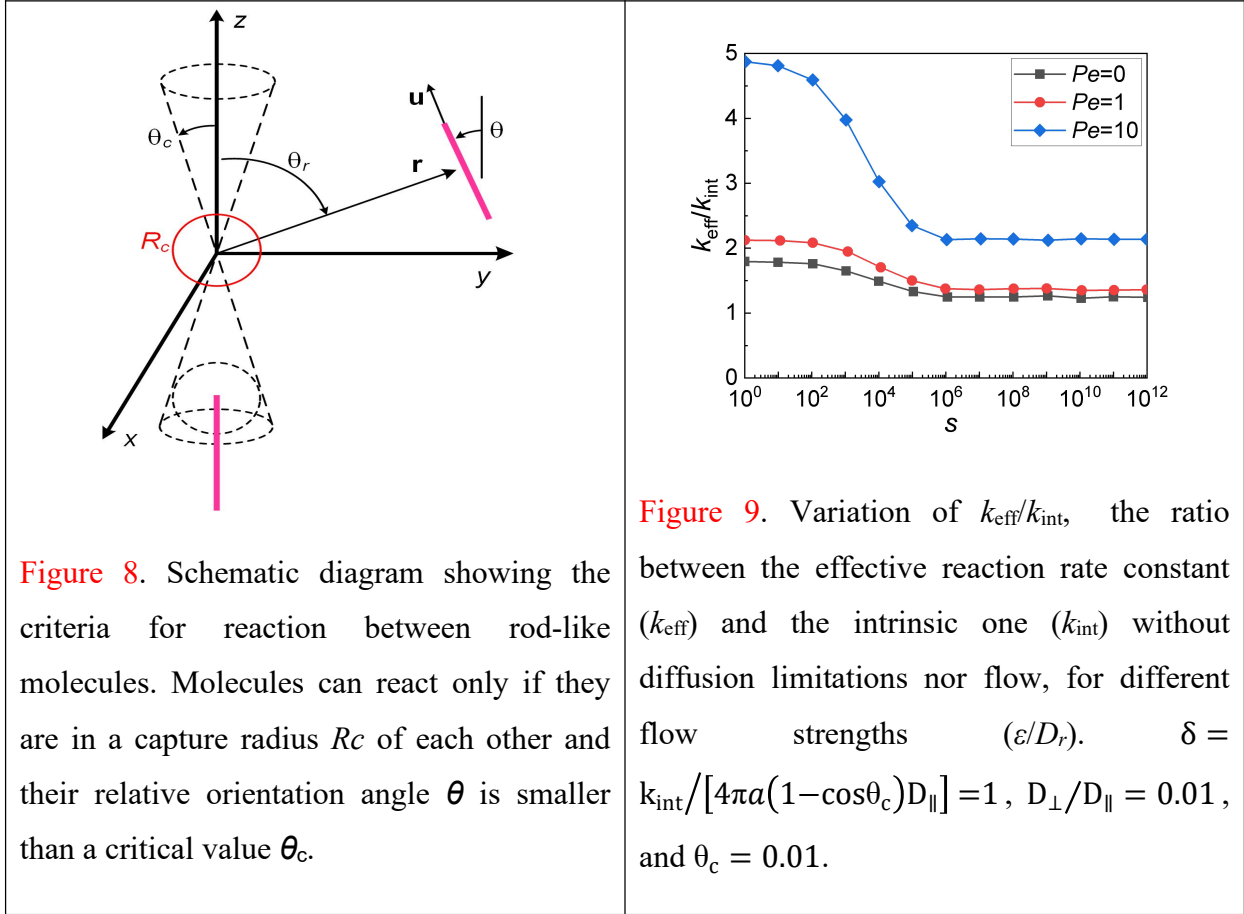 z
u
θ
θc
θr
r
Rc
y
x
Figure 8. Schematic diagram showing the
criteria for reaction between rod-like
molecules. Molecules can react only if they
are in a capture radius Rc of each other and
their relative orientation angle θ is smaller
than a critical value θc.
5
4
3
2
1
0
keff/kint
Pe=0
Pe=1
Pe=10
10^0 10^2 10^4 10^6 10^8 10^10 10^12
s
Figure 9. Variation of keff/kint, the ratio
between the effective reaction rate constant
(keff) and the intrinsic one (kint) without
diffusion limitations nor flow, for different
flow strengths (ε/Dr). δ =
kint/[4πa(1−cosθc)D∥] =1 , D⊥/D∥ = 0.01 ,
and θc = 0.01.